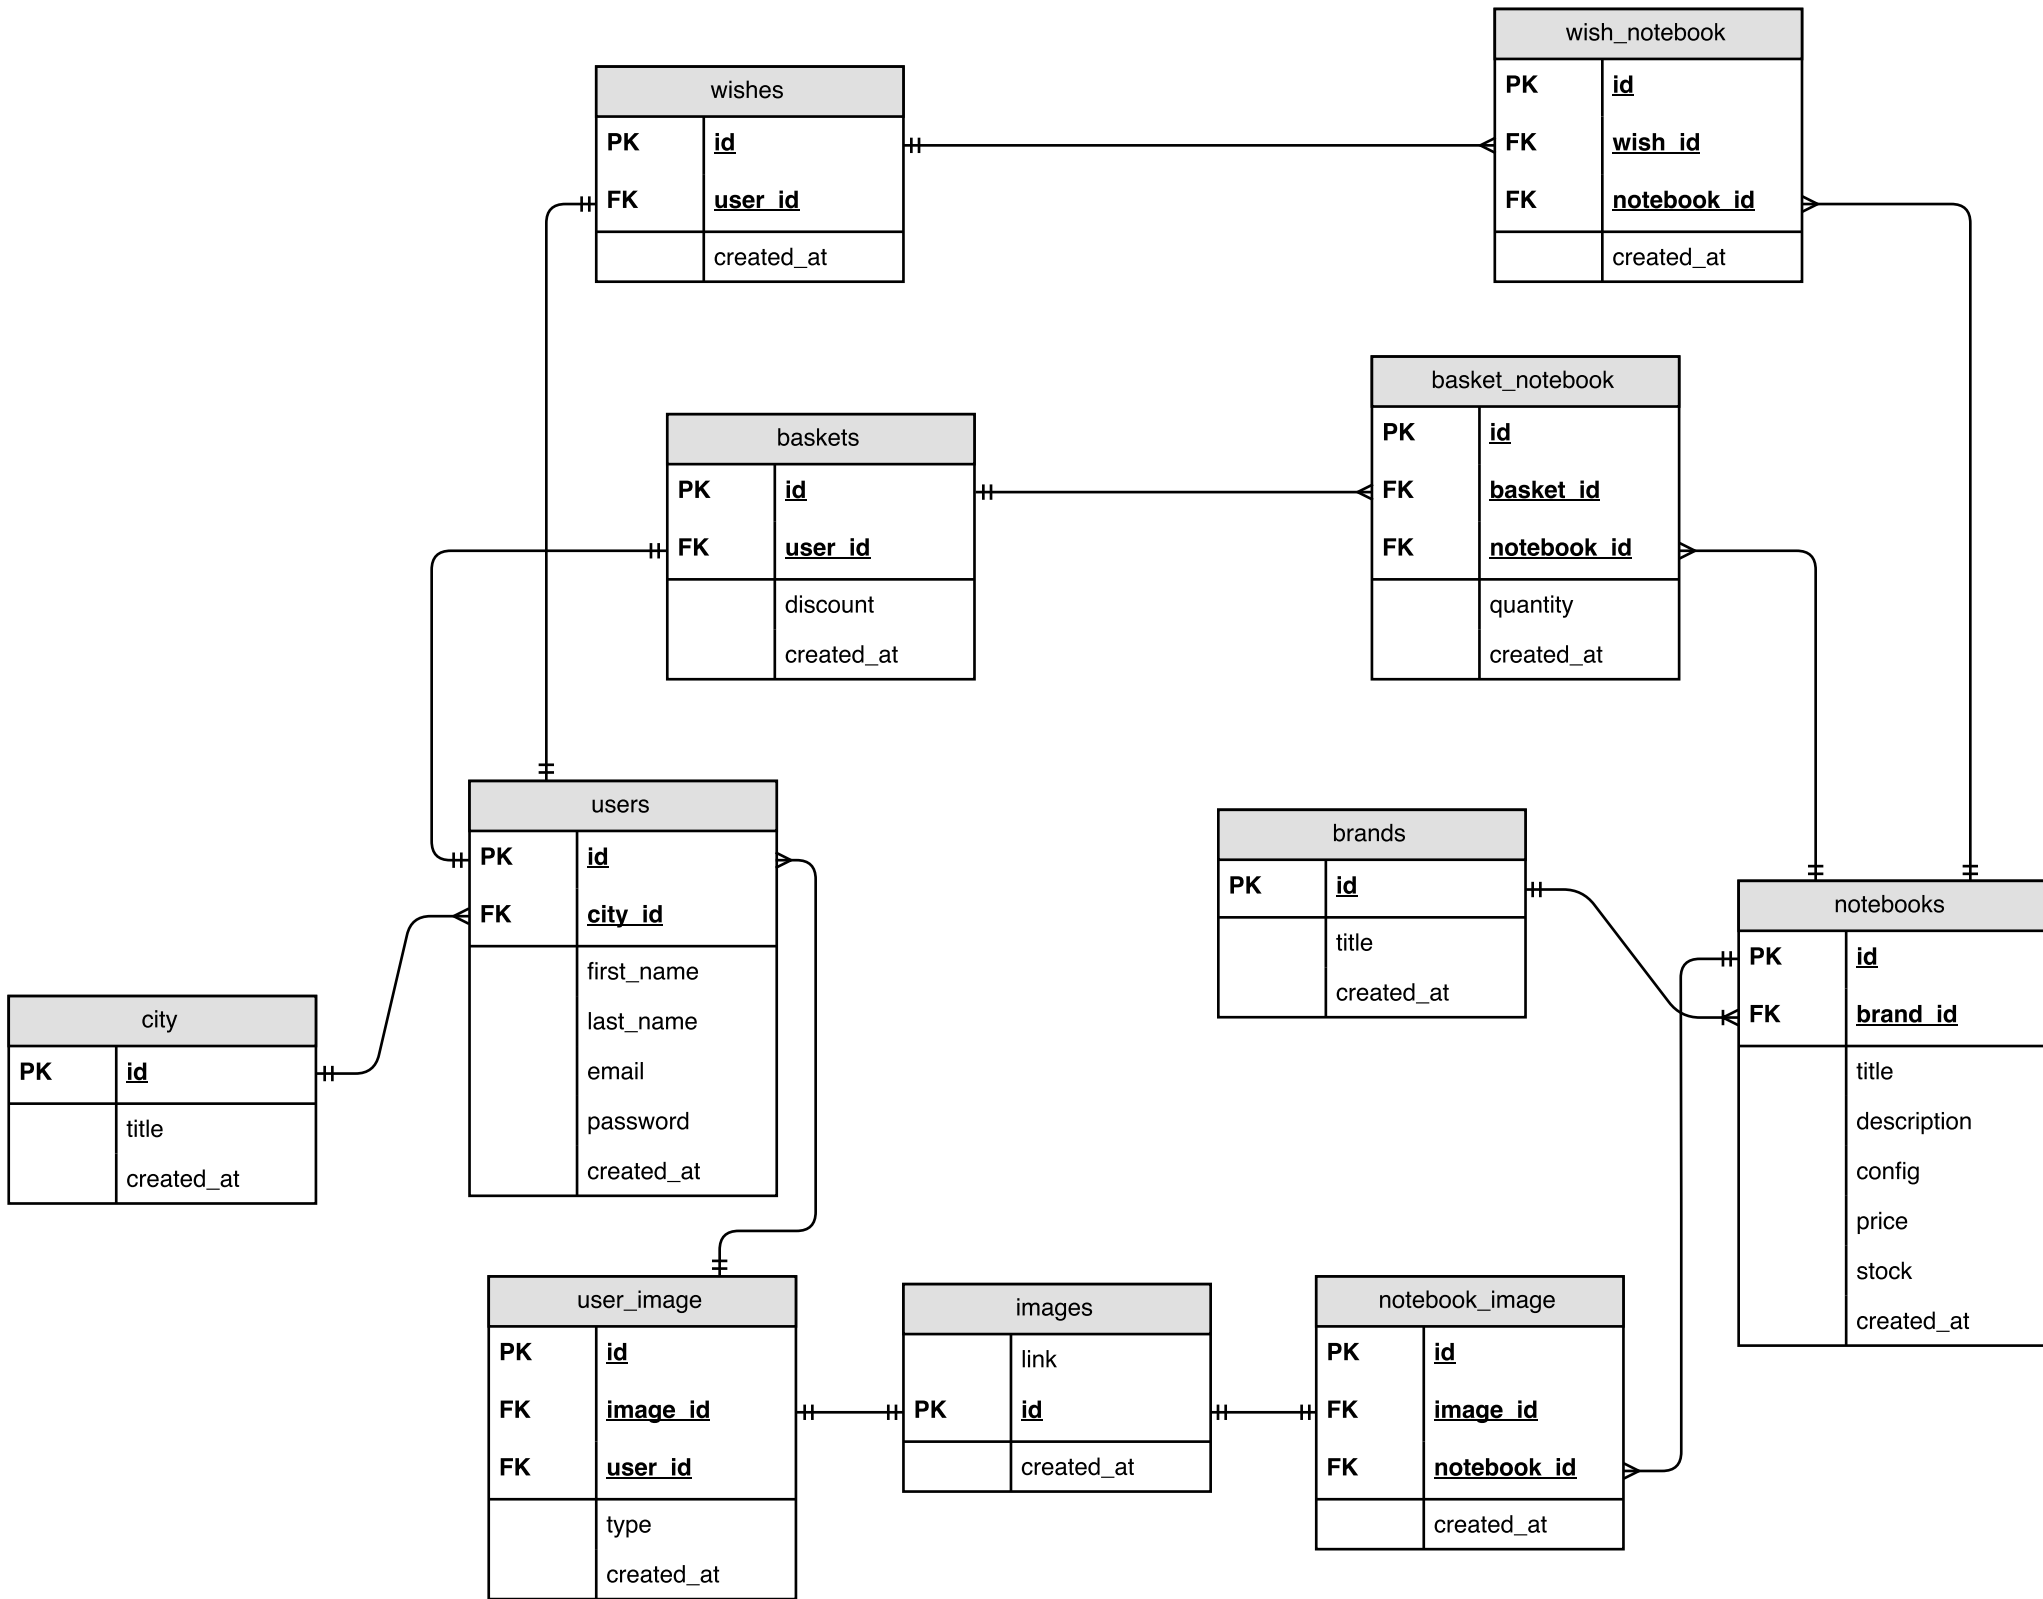 wish_notebook
PK id
FK wish_id
FK notebook_id
created_at
wishes
PK id
FK user_id
created_at
basket_notebook
PK id
FK basket_id
FK notebook_id
quantity
created_at
baskets
PK id
FK user_id
discount
created_at
users
PK id
FK city_id
first_name
last_name
email
password
created_at
brands
PK id
title
created_at
notebooks
PK id
FK brand_id
title
description
config
price
stock
created_at
city
PK id
title
created_at
user_image
PK id
FK image_id
FK user_id
type
created_at
images
link
PK id
created_at
notebook_image
PK id
FK image_id
FK notebook_id
created_at